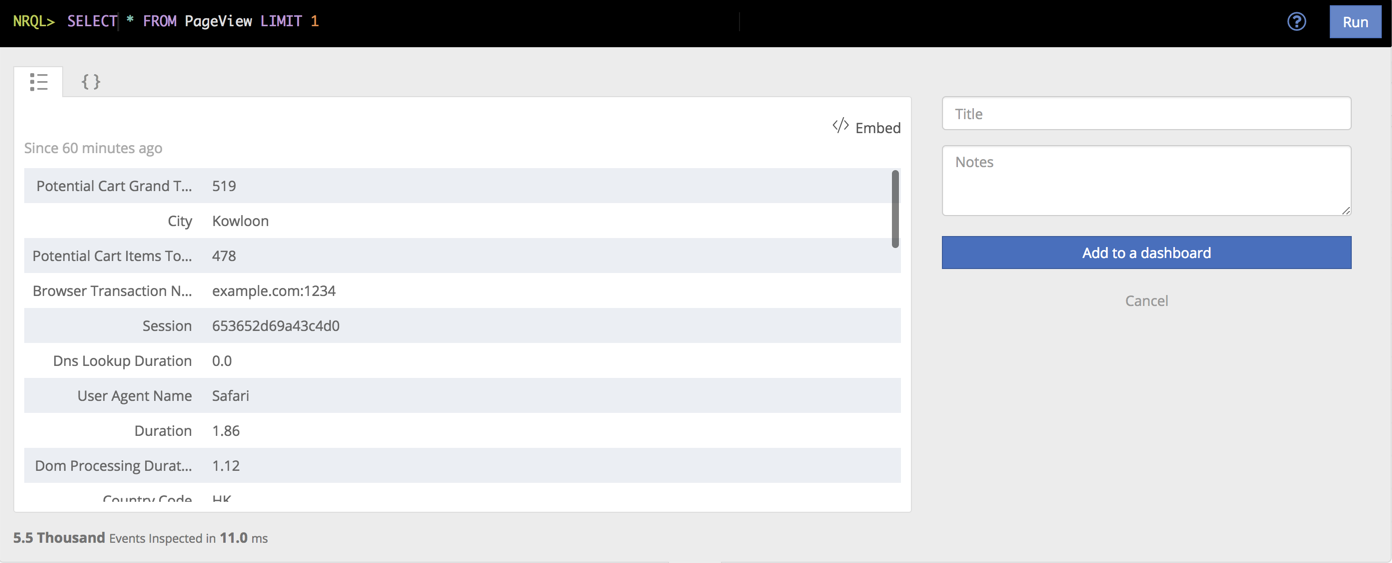 NRQL> SELECT * FROM PageView LIMIT 1
? Run
{ }
</> Embed
Since 60 minutes ago
Potential Cart Grand T... 519
City Kowloon
Potential Cart Items To... 478
Browser Transaction N... example.com:1234
Session 653652d69a43c4d0
Dns Lookup Duration 0.0
User Agent Name Safari
Duration 1.86
Dom Processing Durat... 1.12
Country Code HK
5.5 Thousand Events Inspected in 11.0 ms
Title
Notes
Add to a dashboard
Cancel